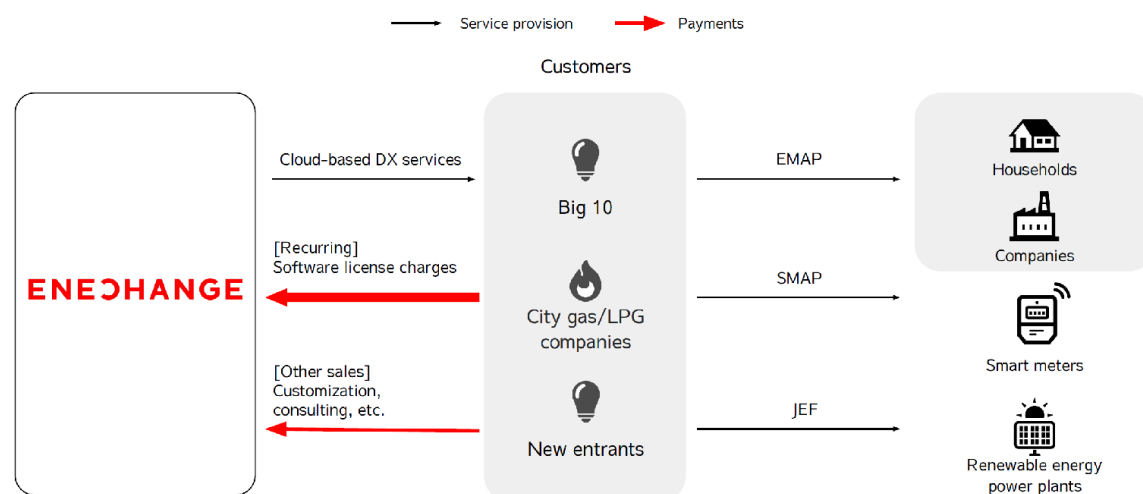 Service provision
Payments
Customers
Cloud-based DX services
Big 10
EMAP
Households
Companies
[Recurring]
Software license charges
ENECHANGE
City gas/LPG
companies
SMAP
Smart meters
[Other sales]
Customization,
consulting, etc.
New entrants
JEF
Renewable energy
power plants